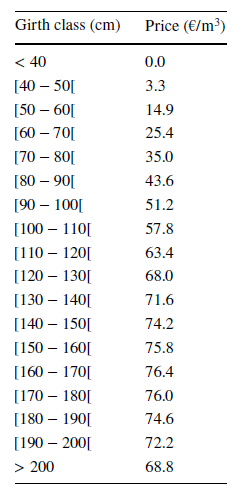 Girth class (cm) Price (€/m³)
< 40 0.0
[40 – 50[ 3.3
[50 – 60[ 14.9
[60 – 70[ 25.4
[70 – 80[ 35.0
[80 – 90[ 43.6
[90 – 100[ 51.2
[100 – 110[ 57.8
[110 – 120[ 63.4
[120 – 130[ 68.0
[130 – 140[ 71.6
[140 – 150[ 74.2
[150 – 160[ 75.8
[160 – 170[ 76.4
[170 – 180[ 76.0
[180 – 190[ 74.6
[190 – 200[ 72.2
> 200 68.8